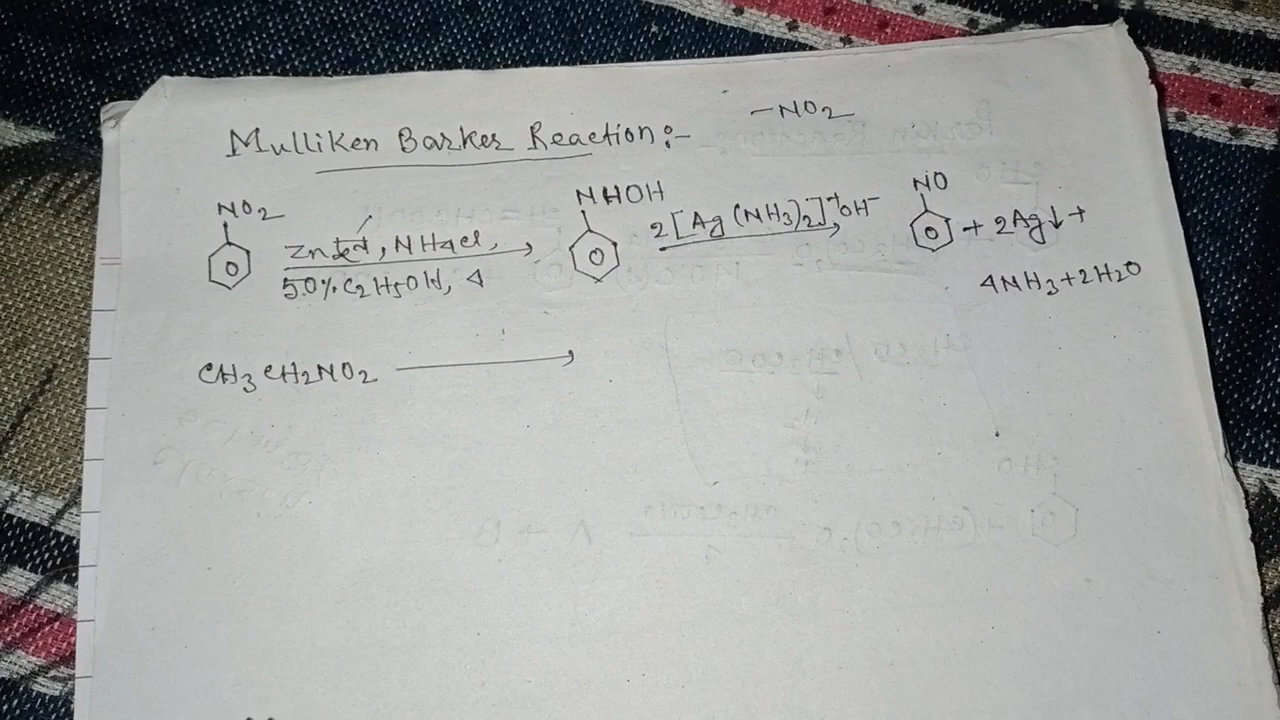 Mulliken Barker Reaction :- -NO2
NO2 NHOH NO
Zn, NH4Cl, 2[Ag(NH3)2]+OH- + 2Ag↓ +
50% C2H5OH, Δ 4NH3+2H2O
CH3CH2NO2